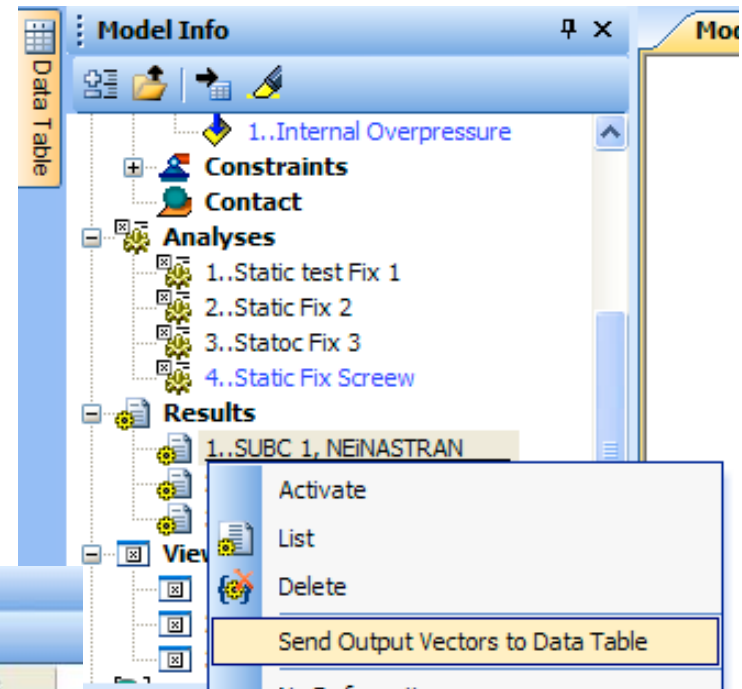 Model Info
Mod
Data Table
1..Internal Overpressure
Constraints
Contact
Analyses
1..Static test Fix 1
2..Static Fix 2
3..Statoc Fix 3
4..Static Fix Screew
Results
1..SUBC 1, NEiNASTRAN
Activate
List
View
Delete
Send Output Vectors to Data Table